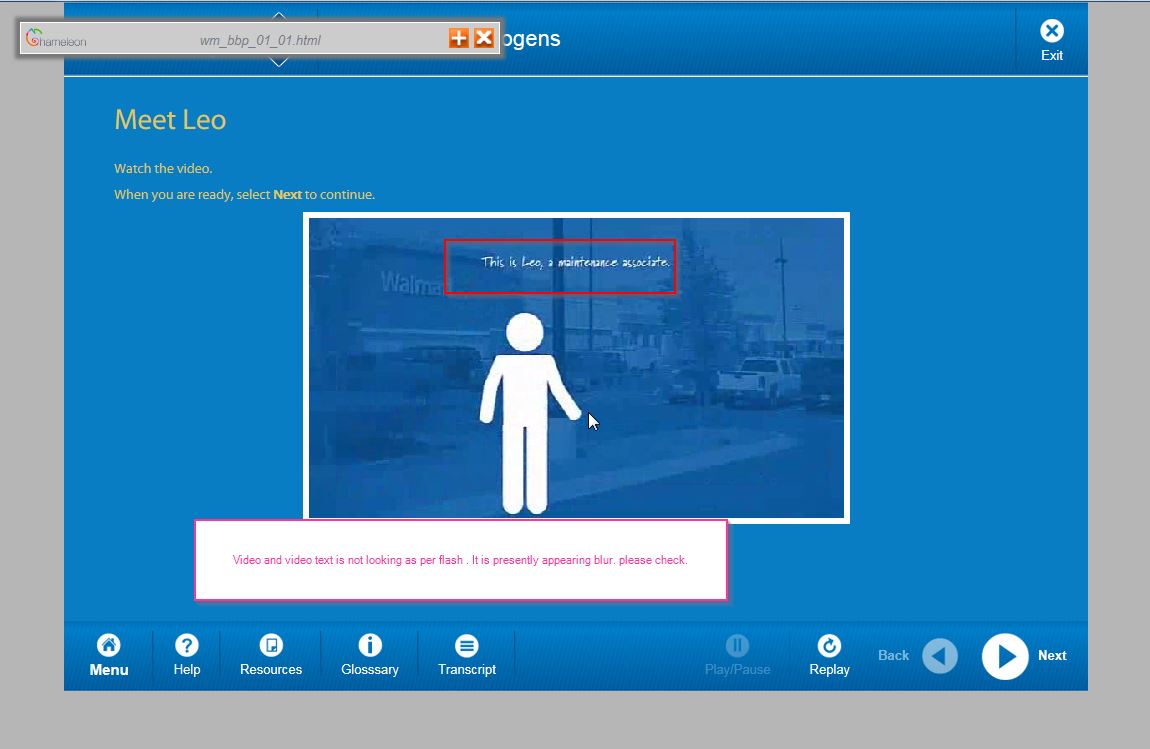 hameleon
wm_bbp_01_01.html
ogens
Exit
Meet Leo
Watch the video.
When you are ready, select Next to continue.
This is Leo, a maintenance associate.
Walmart
Video and video text is not looking as per flash . It is presently appearing blur. please check.
Menu
Help
Resources
Glosssary
Transcript
Play/Pause
Replay
Back
Next